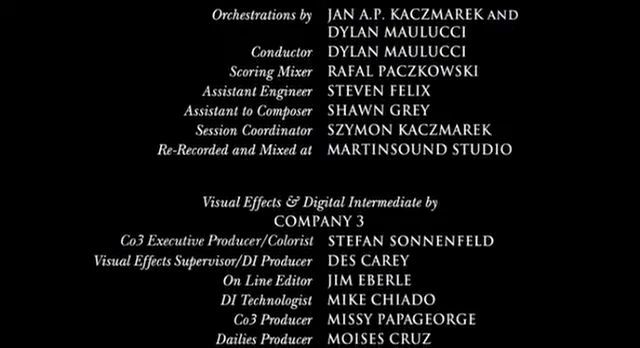 Orchestrations by JAN A.P. KACZMAREK AND
DYLAN MAULUCCI
Conductor DYLAN MAULUCCI
Scoring Mixer RAFAL PACZKOWSKI
Assistant Engineer STEVEN FELIX
Assistant to Composer SHAWN GREY
Session Coordinator SZYMON KACZMAREK
Re-Recorded and Mixed at MARTINSOUND STUDIO
Visual Effects & Digital Intermediate by
COMPANY 3
Co3 Executive Producer/Colorist STEFAN SONNENFELD
Visual Effects Supervisor/DI Producer DES CAREY
On Line Editor JIM EBERLE
DI Technologist MIKE CHIADO
Co3 Producer MISSY PAPAGEORGE
Dailies Producer MOISES CRUZ